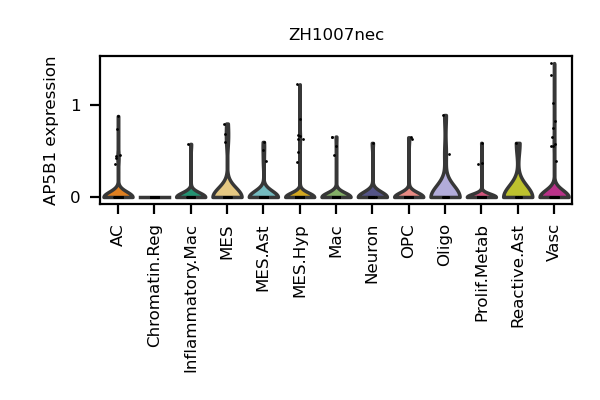 ZH1007nec
AP5B1 expression
1
0
AC
Chromatin.Reg
Inflammatory.Mac
MES
MES.Ast
MES.Hyp
Mac
Neuron
OPC
Oligo
Prolif.Metab
Reactive.Ast
Vasc